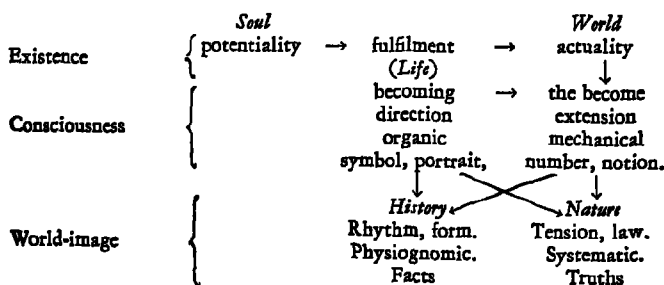 Soul World
Existence potiality → fulfilment → actuality
(Life)
Consciousness becoming → the become
direction extension
organic mechanical
symbol, portrait, number, notion.
History Nature
World-image Rhythm, form. Tension, law.
Physiognomic. Systematic.
Facts Truths